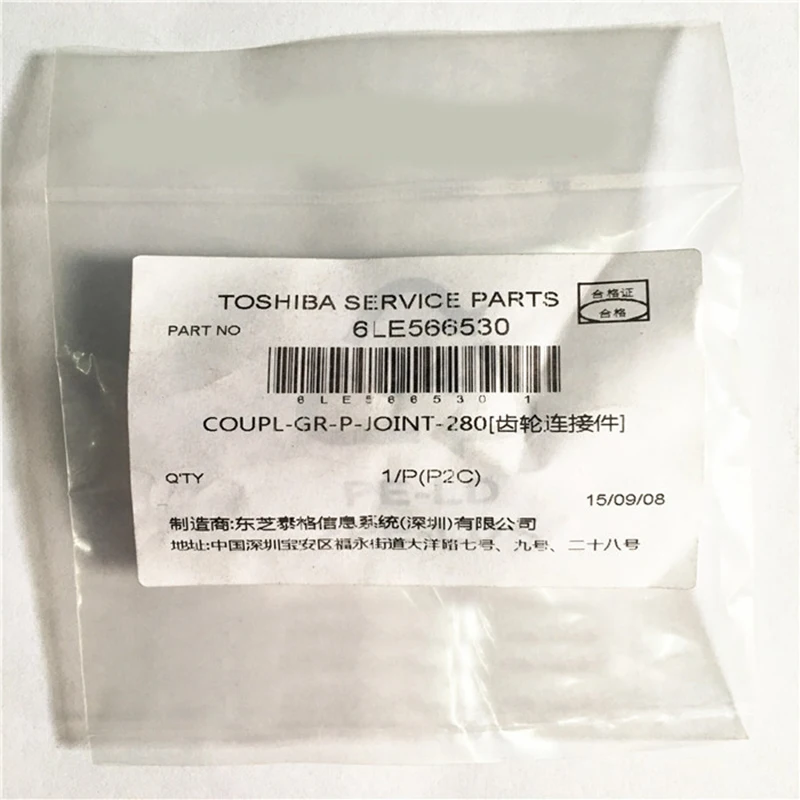 TOSHIBA SERVICE PARTS
合格证
合格
PART NO 6LE566530
6LE5665301
COUPL-GR-P-JOINT-280[齿轮连接件]
Q'TY 1/P(P2C)
PE-LD
15/09/08
制造商:东芝泰格信息系统(深圳)有限公司
地址:中国深圳宝安区福永街道大洋路七号、九号、二十八号